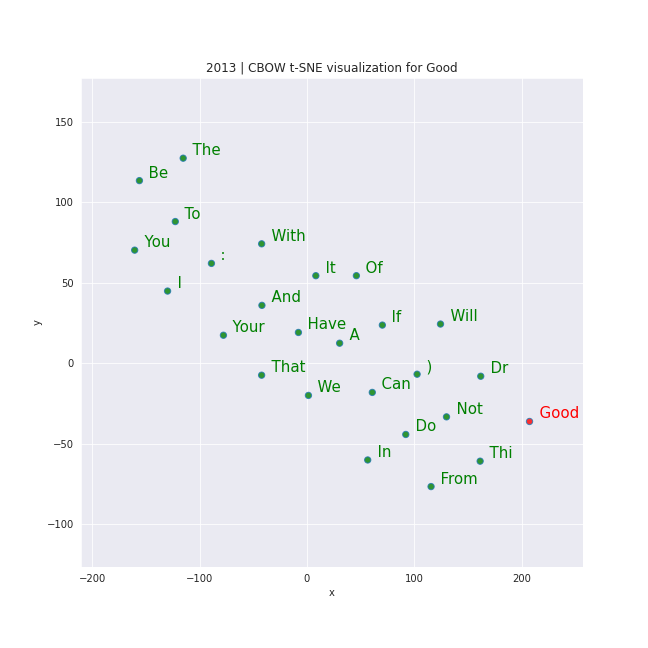 2013 | CBOW t-SNE visualization for Good
150
100
50
0
−50
−100
y
The
Be
To
You
:
With
I
It
Of
And
Your
Have
A
If
Will
That
We
Can
)
Dr
Not
Good
Do
In
Thi
From
−200
−100
0
100
200
x